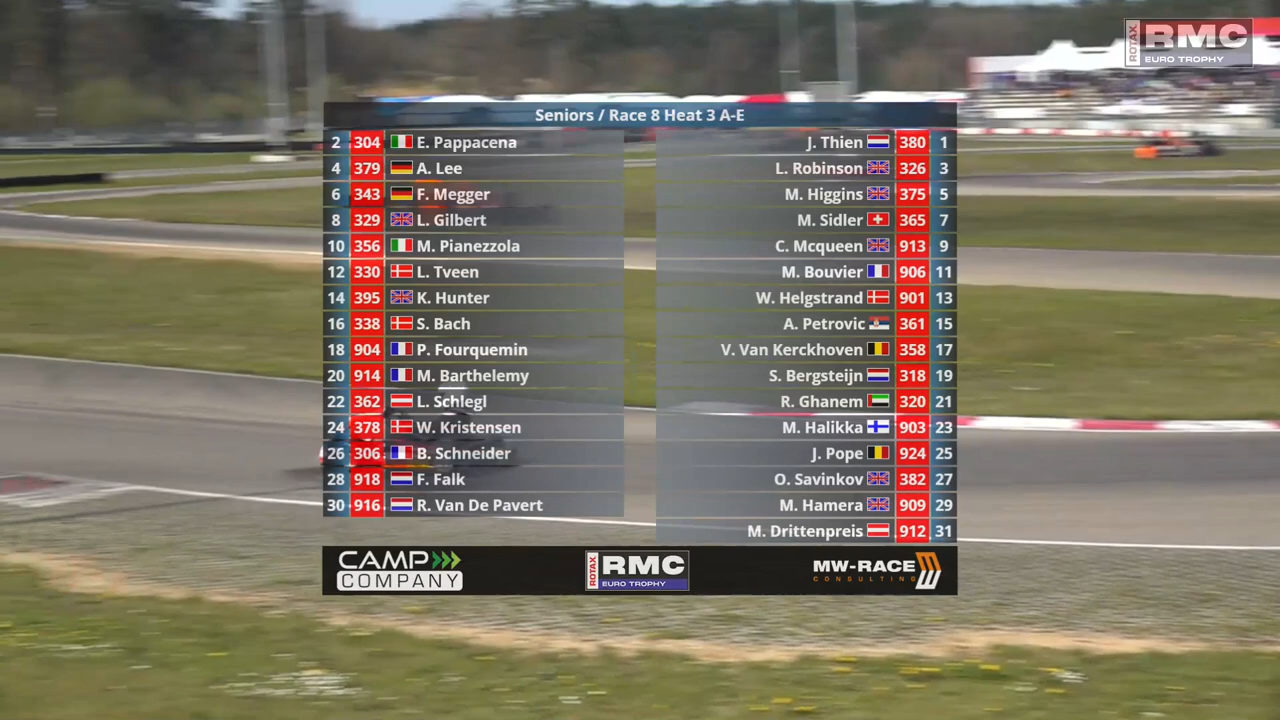 ROTAX RMC
EURO TROPHY
Seniors / Race 8 Heat 3 A-E
2 304 E. Pappacena J. Thien 380 1
4 379 A. Lee L. Robinson 326 3
6 343 F. Megger M. Higgins 375 5
8 329 L. Gilbert M. Sidler 365 7
10 356 M. Pianezzola C. Mcqueen 913 9
12 330 L. Tveen M. Bouvier 906 11
14 395 K. Hunter W. Helgstrand 901 13
16 338 S. Bach A. Petrovic 361 15
18 904 P. Fourquemin V. Van Kerckhoven 358 17
20 914 M. Barthelemy S. Bergsteijn 318 19
22 362 L. Schlegl R. Ghanem 320 21
24 378 W. Kristensen M. Halikka 903 23
26 306 B. Schneider J. Pope 924 25
28 918 F. Falk O. Savinkov 382 27
30 916 R. Van De Pavert M. Hamera 909 29
M. Drittenpreis 912 31
CAMP COMPANY
ROTAX RMC
EURO TROPHY
MW-RACE
CONSULTING